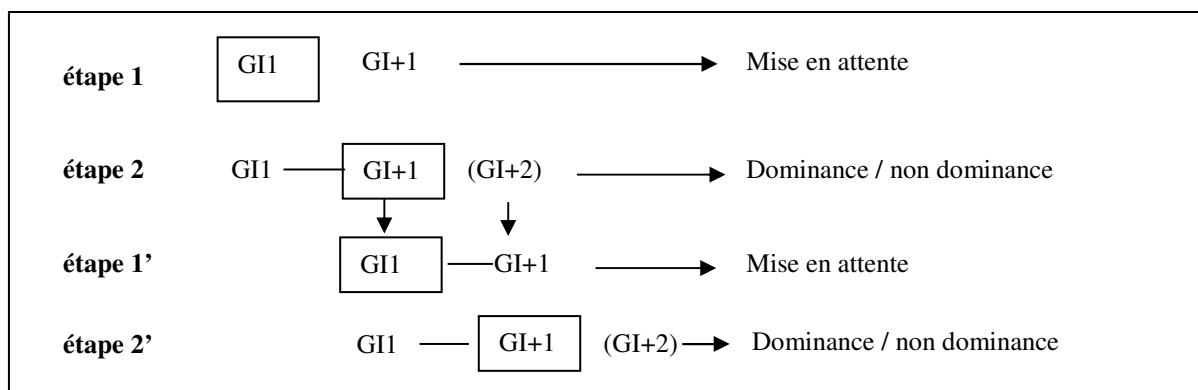 étape 1 GI1 GI+1 Mise en attente
étape 2 GI1 GI+1 (GI+2) Dominance / non dominance
étape 1’ GI1 GI+1 Mise en attente
étape 2’ GI1 GI+1 (GI+2) Dominance / non dominance